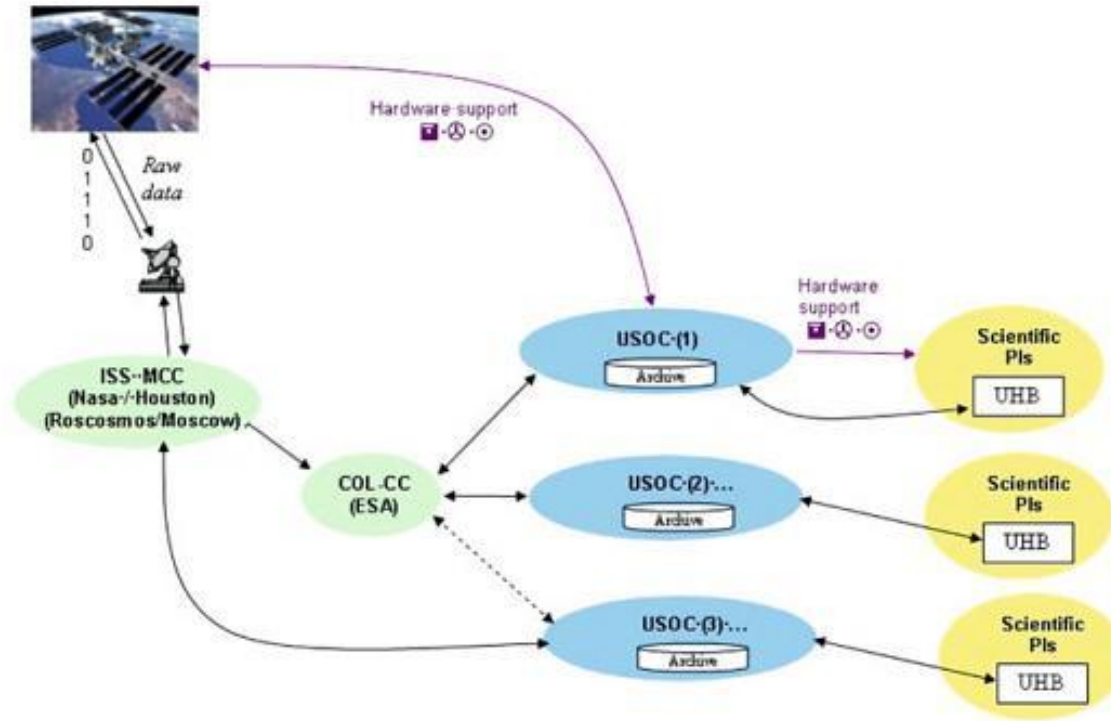 Hardware support
0
1
1
1
0
Raw
data
Hardware
support
USOC·(1)
Archive
Scientific
PIs
UHB
ISS··MCC
(Nasa·/·Houston)
(Roscosmos/Moscow)
COL·CC
(ESA)
USOC·(2)·...
Archive
Scientific
PIs
UHB
USOC·(3)·...
Archive
Scientific
PIs
UHB